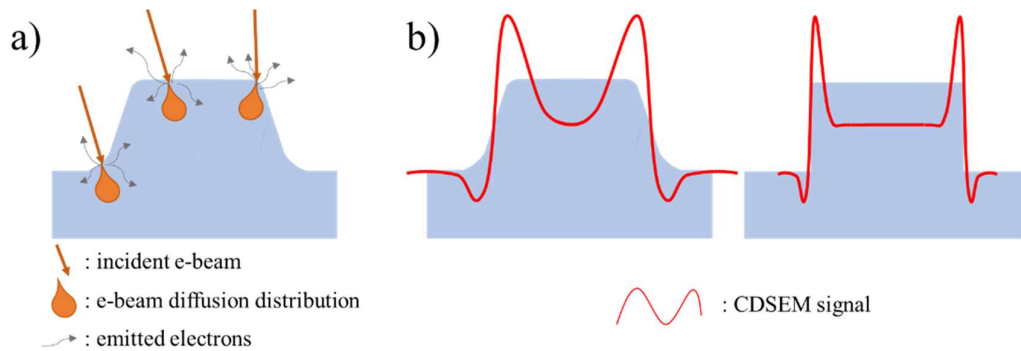 a)
b)
: incident e-beam
: e-beam diffusion distribution
: emitted electrons
: CDSEM signal